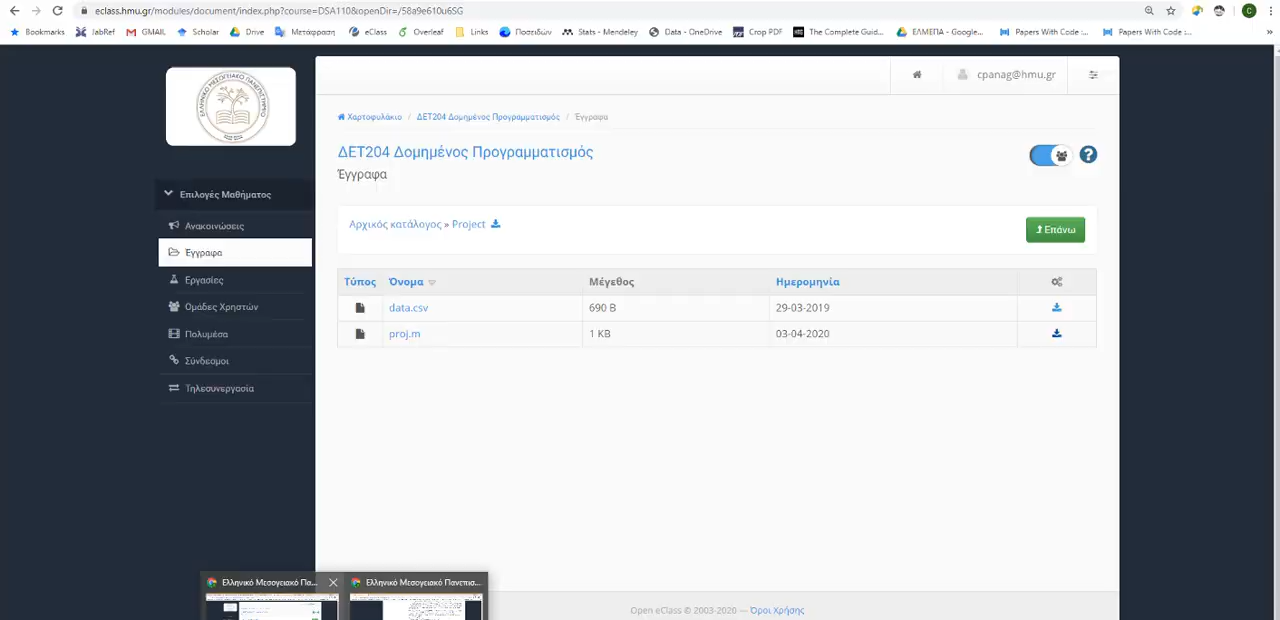 eclass.hmu.gr/modules/document/index.php?course=DSA110&openDir=/58a9e610u6SG
Bookmarks JabRef GMAIL Scholar Drive Μετάφραση eClass Overleaf Links Ποσειδών Stats - Mendeley Data - OneDrive Crop PDF The Complete Guid... ΕΛΜΕΠΑ - Google... Papers With Code :... Papers With Code :... »
ΕΛΛΗΝΙΚΟ ΜΕΣΟΓΕΙΑΚΟ ΠΑΝΕΠΙΣΤΗΜΙΟ
cpanag@hmu.gr
Χαρτοφυλάκιο / ΔΕΤ204 Δομημένος Προγραμματισμός / Έγγραφα
ΔΕΤ204 Δομημένος Προγραμματισμός
Έγγραφα
Επιλογές Μαθήματος
Ανακοινώσεις
Έγγραφα
Εργασίες
Ομάδες Χρηστών
Πολυμέσα
Σύνδεσμοι
Τηλεσυνεργασία
Αρχικός κατάλογος » Project
Επάνω
Τύπος Όνομα Μέγεθος Ημερομηνία
data.csv 690 B 29-03-2019
proj.m 1 KB 03-04-2020
Ελληνικό Μεσογειακό Πα... Ελληνικό Μεσογειακό Πανεπισ...
Open eClass © 2003-2020 — Όροι Χρήσης